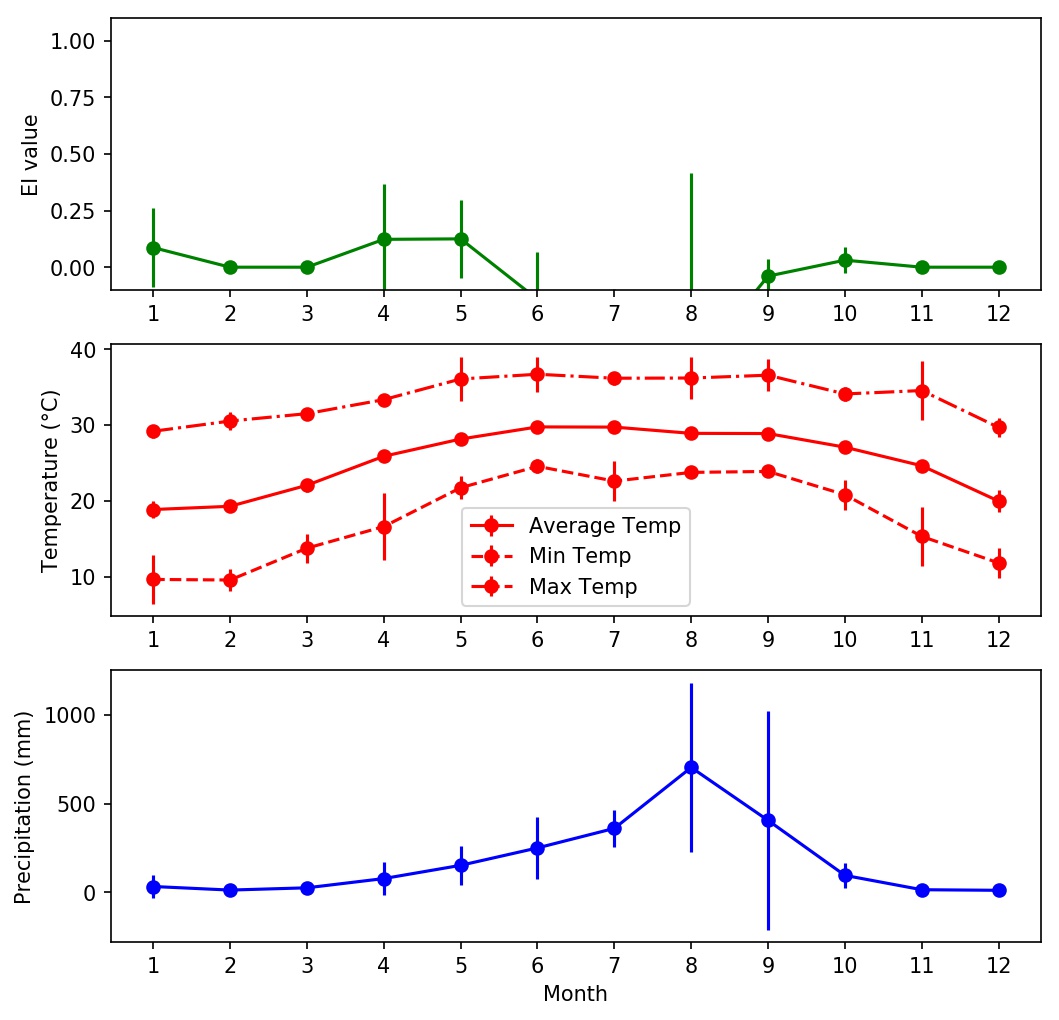 EI value
1.00
0.75
0.50
0.25
0.00
1 2 3 4 5 6 7 8 9 10 11 12
Temperature (°C)
40
30
20
10
Average Temp
Min Temp
Max Temp
1 2 3 4 5 6 7 8 9 10 11 12
Precipitation (mm)
1000
500
0
1 2 3 4 5 6 7 8 9 10 11 12
Month